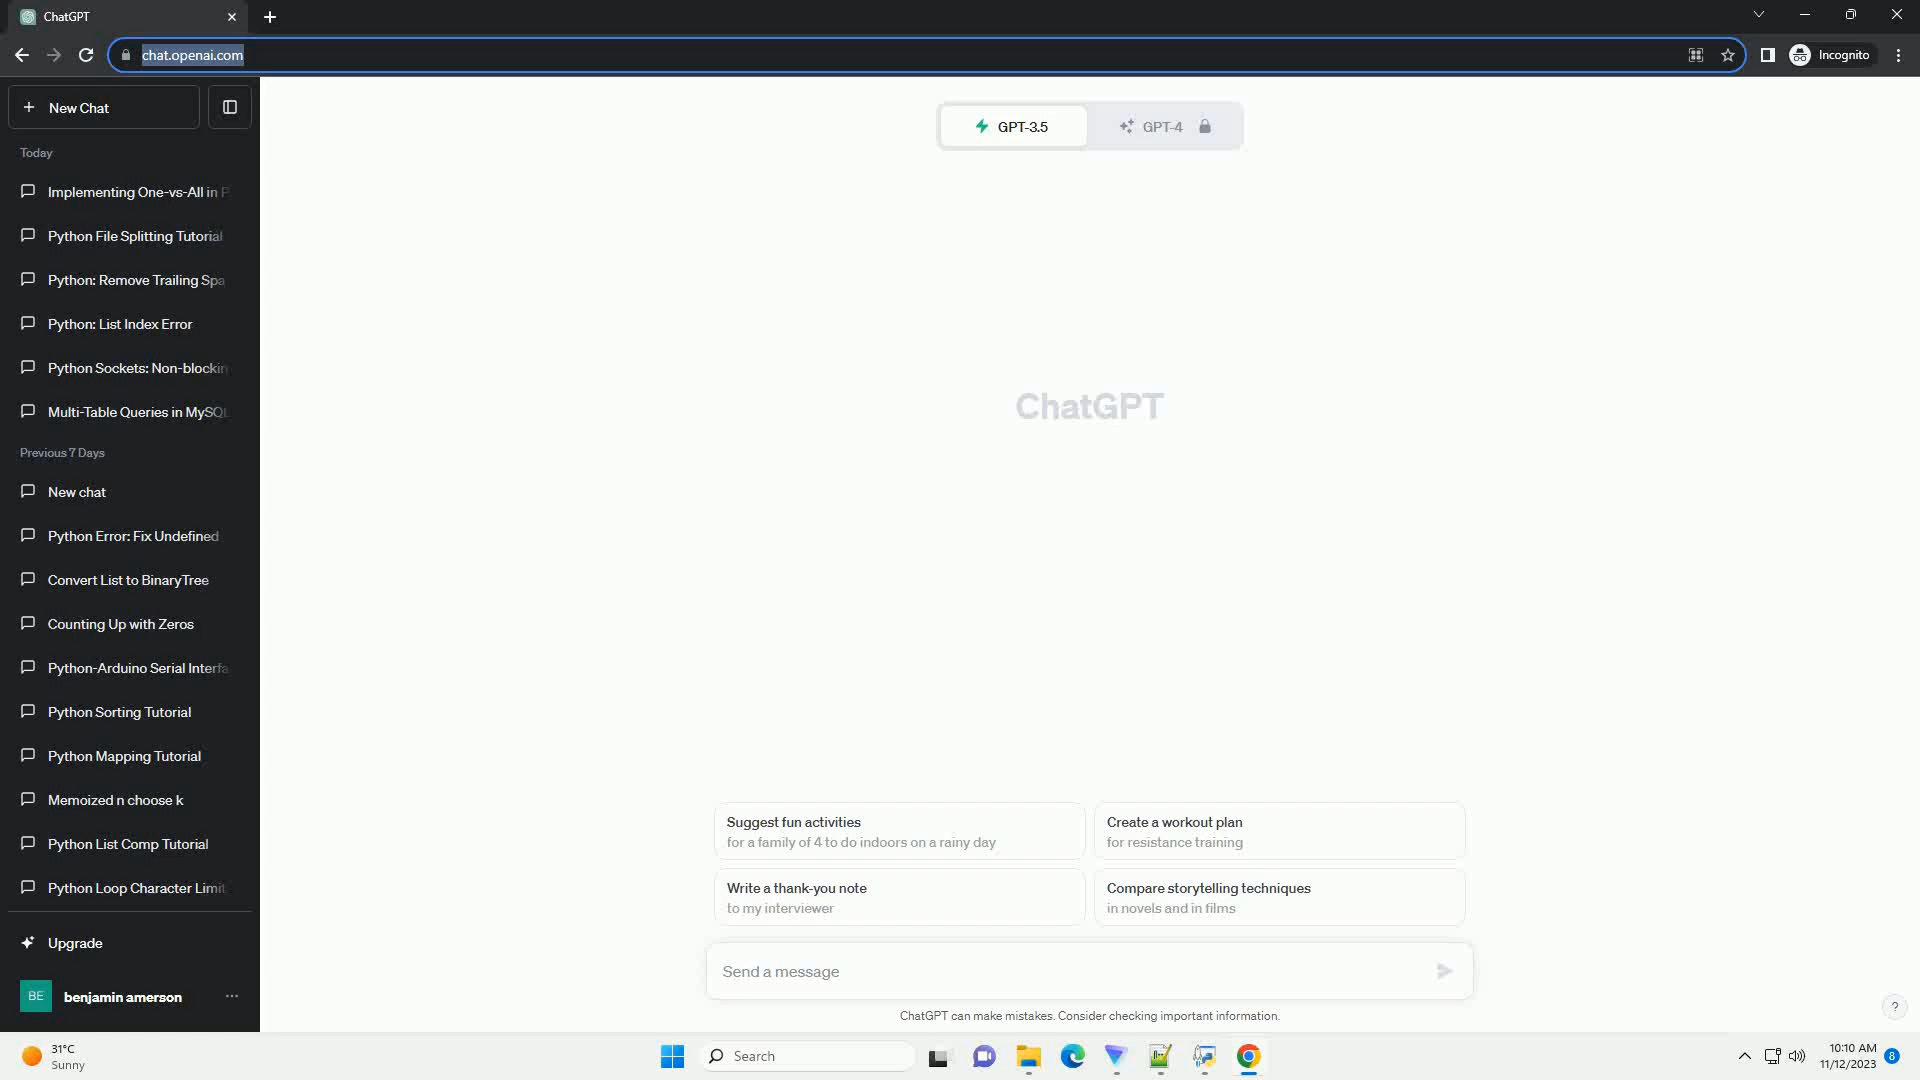 ChatGPT
chat.openai.com
Incognito
New Chat
GPT-3.5
GPT-4
Today
Implementing One-vs-All in P
Python File Splitting Tutorial
Python: Remove Trailing Spa
Python: List Index Error
Python Sockets: Non-blockin
Multi-Table Queries in MySQL
Previous 7 Days
New chat
Python Error: Fix Undefined
Convert List to BinaryTree
Counting Up with Zeros
Python-Arduino Serial Interfa
Python Sorting Tutorial
Python Mapping Tutorial
Memoized n choose k
Python List Comp Tutorial
Python Loop Character Limit
Upgrade
BE
benjamin amerson
ChatGPT
Suggest fun activities
for a family of 4 to do indoors on a rainy day
Create a workout plan
for resistance training
Write a thank-you note
to my interviewer
Compare storytelling techniques
in novels and in films
Send a message
ChatGPT can make mistakes. Consider checking important information.
?
31°C
Sunny
Search
10:10 AM
11/12/2023
8